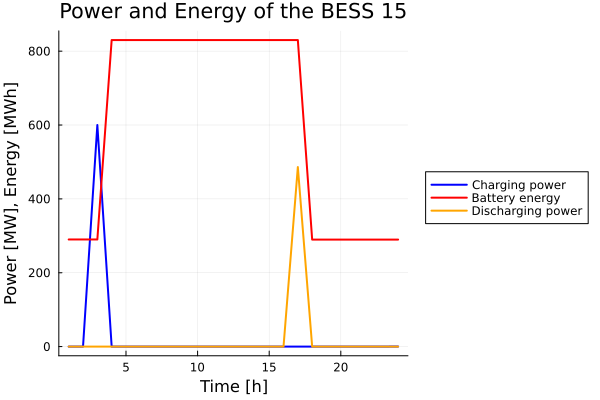 Power and Energy of the BESS 15
Power [MW], Energy [MWh]
800
600
400
200
0
5
10
15
20
Time [h]
Charging power
Battery energy
Discharging power